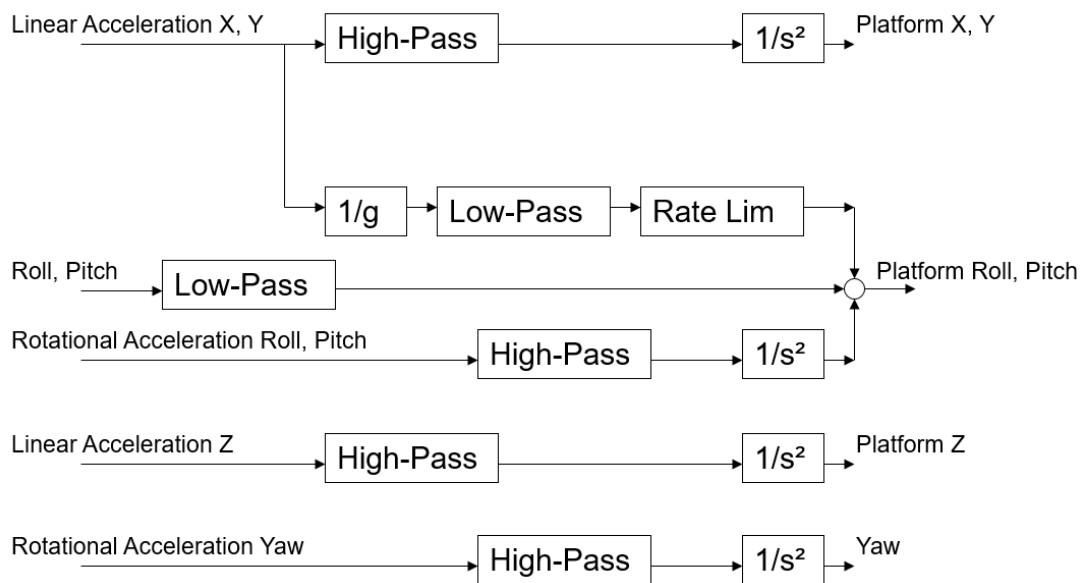 Linear Acceleration X, Y
High-Pass
1/s²
Platform X, Y
1/g
Low-Pass
Rate Lim
Roll, Pitch
Low-Pass
Platform Roll, Pitch
Rotational Acceleration Roll, Pitch
High-Pass
1/s²
Linear Acceleration Z
High-Pass
1/s²
Platform Z
Rotational Acceleration Yaw
High-Pass
1/s²
Yaw